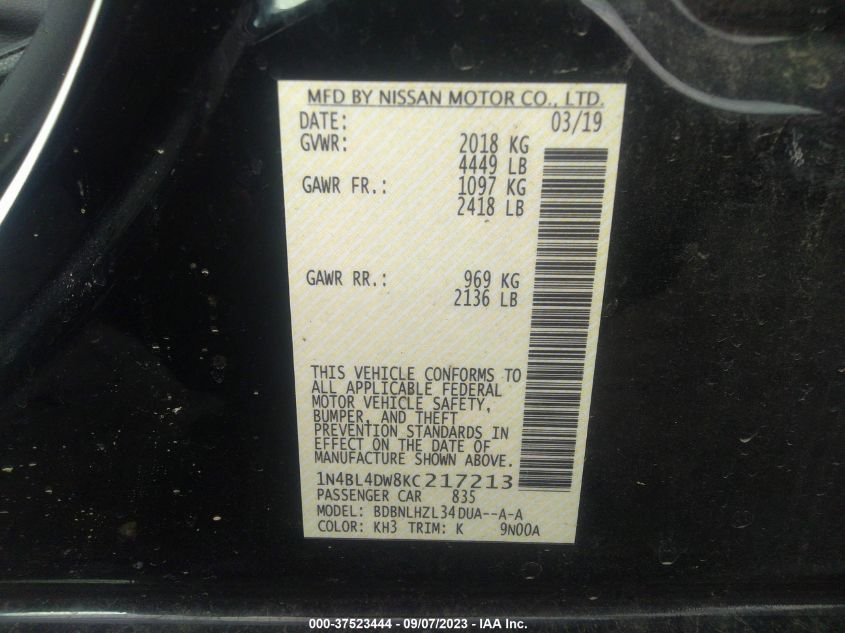 MFD BY NISSAN MOTOR CO., LTD.
DATE: 03/19
GVWR: 2018 KG
4449 LB
GAWR FR.: 1097 KG
2418 LB
GAWR RR.: 969 KG
2136 LB
THIS VEHICLE CONFORMS TO
ALL APPLICABLE FEDERAL
MOTOR VEHICLE SAFETY,
BUMPER, AND THEFT
PREVENTION STANDARDS IN
EFFECT ON THE DATE OF
MANUFACTURE SHOWN ABOVE.
1N4BL4DW8KC217213
PASSENGER CAR 835
MODEL: BDBNLHZL34DUA--A-A
COLOR: KH3 TRIM: K 9N00A
000-37523444 - 09/07/2023 - IAA Inc.